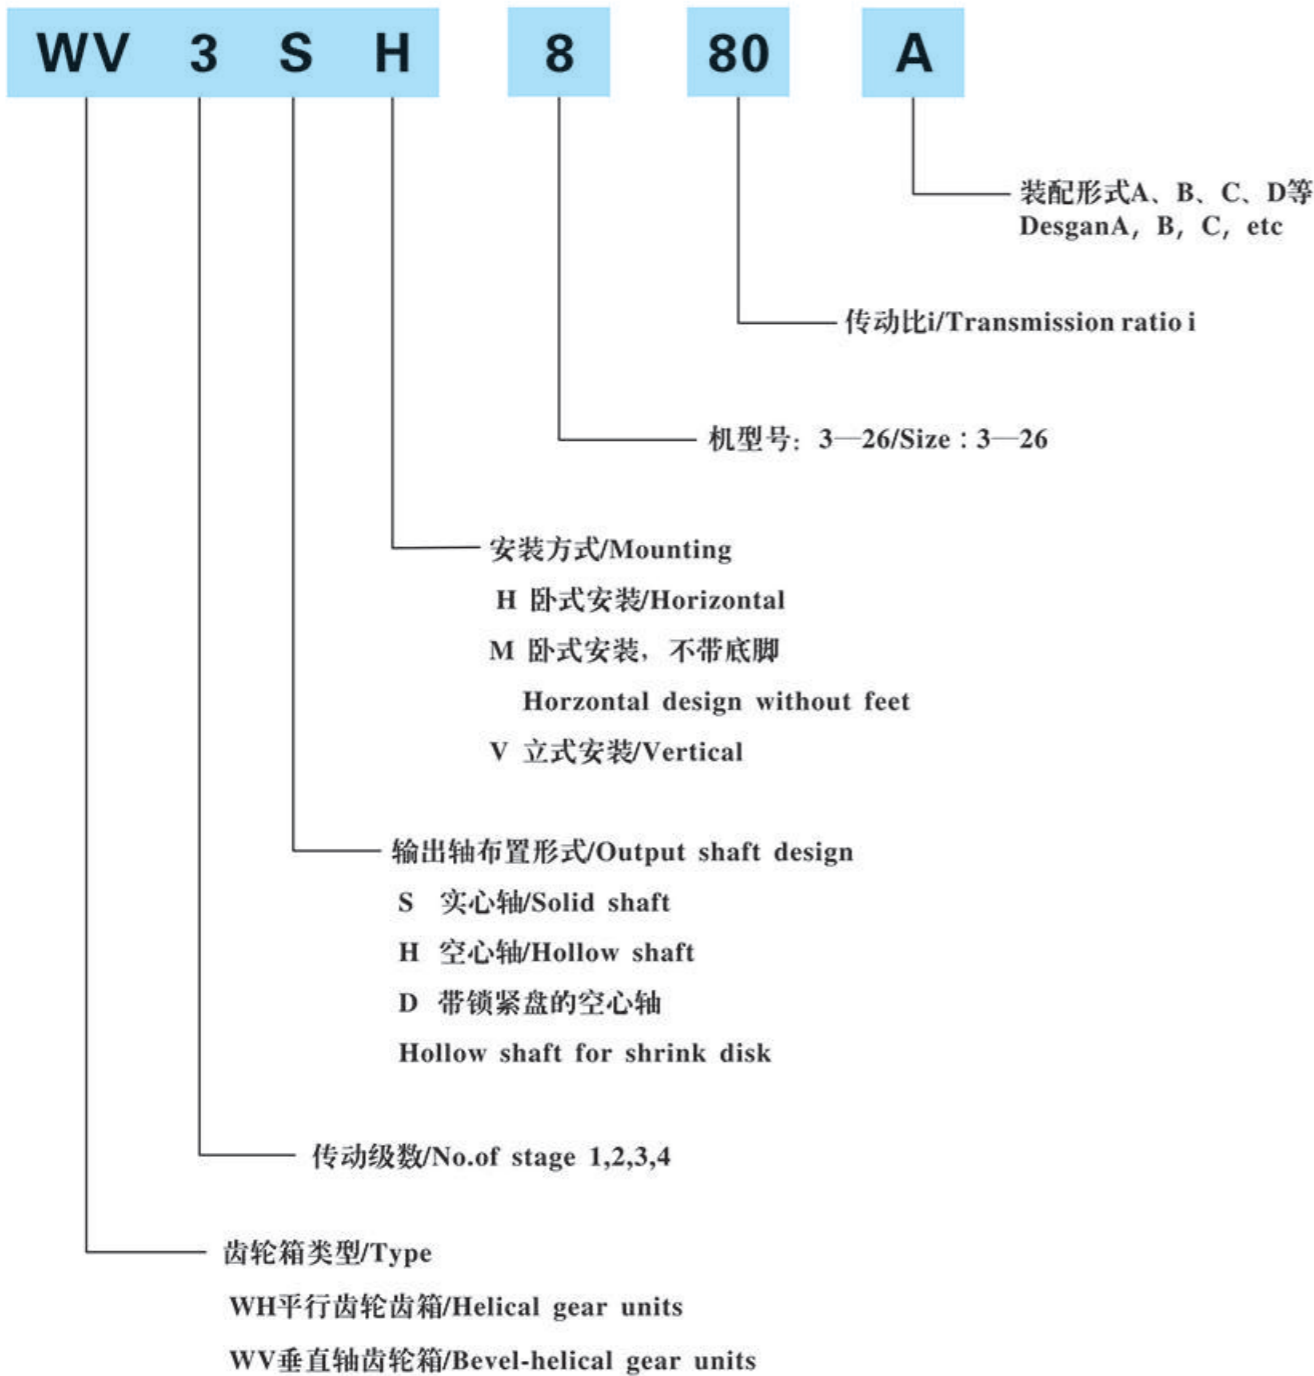 WV 3 S H 8 80 A
装配形式A、B、C、D等
DesganA, B, C, etc
传动比i/Transmission ratio i
机型号: 3—26/Size : 3—26
安装方式/Mounting
H 卧式安装/Horizontal
M 卧式安装, 不带底脚
Horzontal design without feet
V 立式安装/Vertical
输出轴布置形式/Output shaft design
S 实心轴/Solid shaft
H 空心轴/Hollow shaft
D 带锁紧盘的空心轴
Hollow shaft for shrink disk
传动级数/No.of stage 1,2,3,4
齿轮箱类型/Type
WH平行齿轮齿箱/Helical gear units
WV垂直轴齿轮箱/Bevel-helical gear units